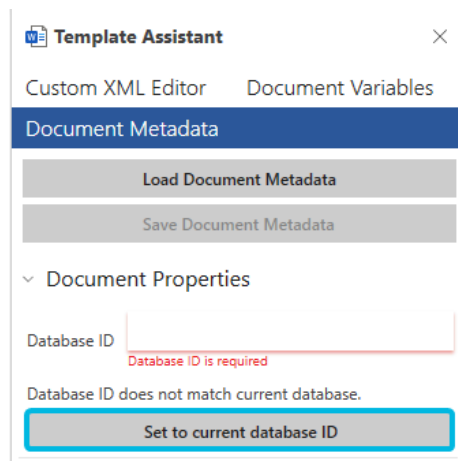 Template Assistant
Custom XML Editor Document Variables
Document Metadata
Load Document Metadata
Save Document Metadata
Document Properties
Database ID
Database ID is required
Database ID does not match current database.
Set to current database ID